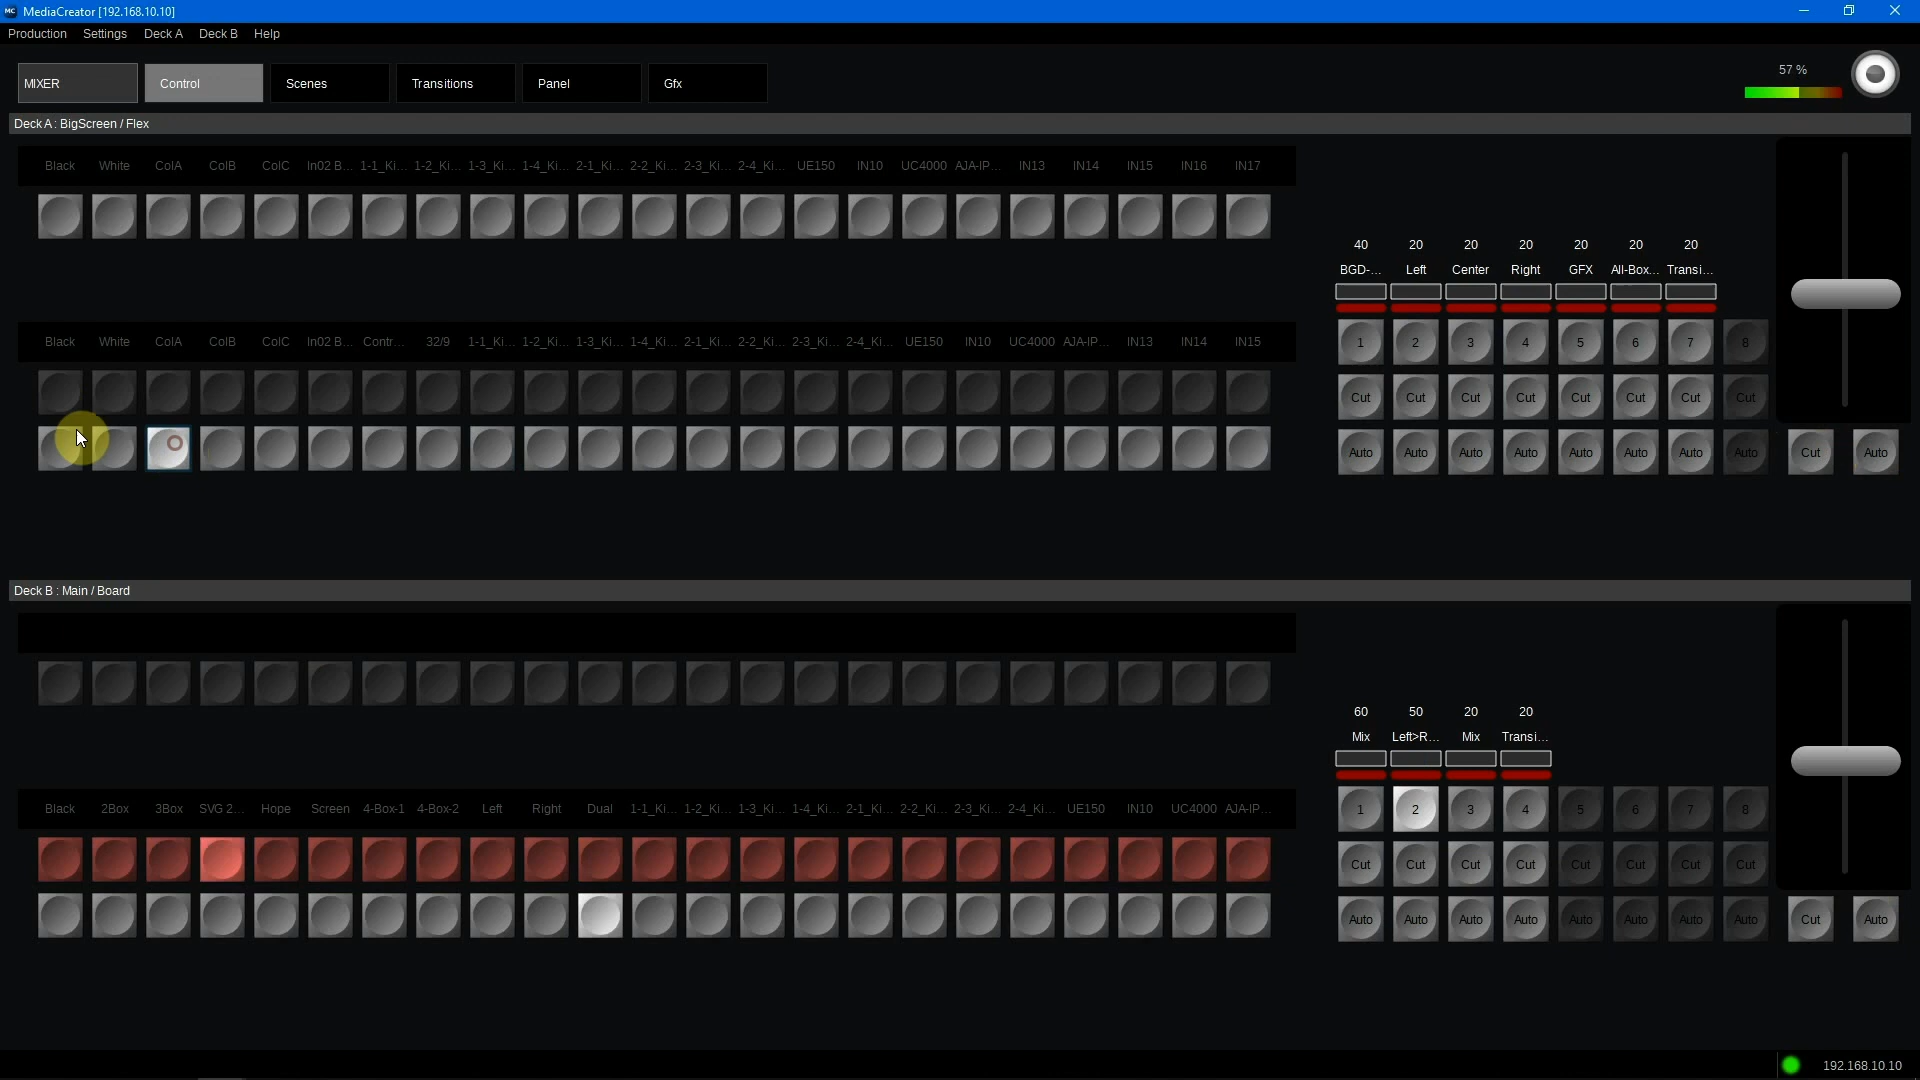 MC MediaCreator [192.168.10.10]
Production Settings Deck A Deck B Help
MIXER Control Scenes Transitions Panel Gfx
57 %
Deck A : BigScreen / Flex
Black White ColA ColB ColC In02 B... 1-1_Ki... 1-2_Ki... 1-3_Ki... 1-4_Ki... 2-1_Ki... 2-2_Ki... 2-3_Ki... 2-4_Ki... UE150 IN10 UC4000 AJA-IP... IN13 IN14 IN15 IN16 IN17
40 20 20 20 20 20 20
BGD-... Left Center Right GFX All-Box... Transi...
Black White ColA ColB ColC In02 B... Contr... 32/9 1-1_Ki... 1-2_Ki... 1-3_Ki... 1-4_Ki... 2-1_Ki... 2-2_Ki... 2-3_Ki... 2-4_Ki... UE150 IN10 UC4000 AJA-IP... IN13 IN14 IN15
1 2 3 4 5 6 7 8
Cut Cut Cut Cut Cut Cut Cut Cut
Auto Auto Auto Auto Auto Auto Auto Auto Cut Auto
Deck B : Main / Board
60 50 20 20
Mix Left>R... Mix Transi...
Black 2Box 3Box SVG 2... Hope Screen 4-Box-1 4-Box-2 Left Right Dual 1-1_Ki... 1-2_Ki... 1-3_Ki... 1-4_Ki... 2-1_Ki... 2-2_Ki... 2-3_Ki... 2-4_Ki... UE150 IN10 UC4000 AJA-IP...
1 2 3 4 5 6 7 8
Cut Cut Cut Cut Cut Cut Cut Cut
Auto Auto Auto Auto Auto Auto Auto Auto Cut Auto
192.168.10.10